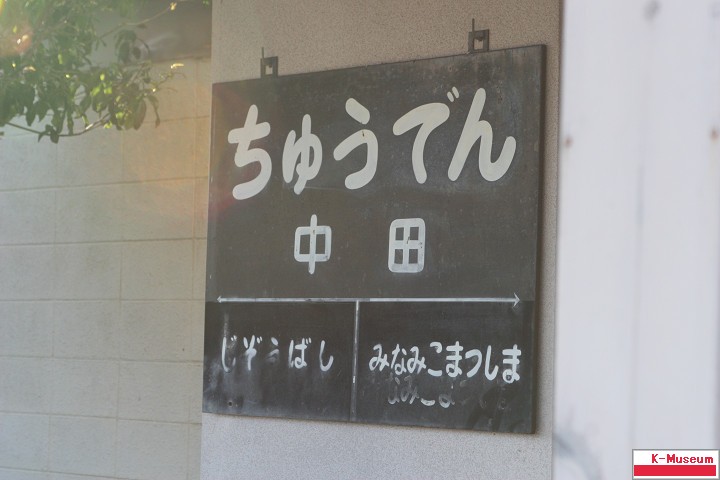 ちゅうでん
中田
じぞうばし
みなみこまつしま
K-Museum